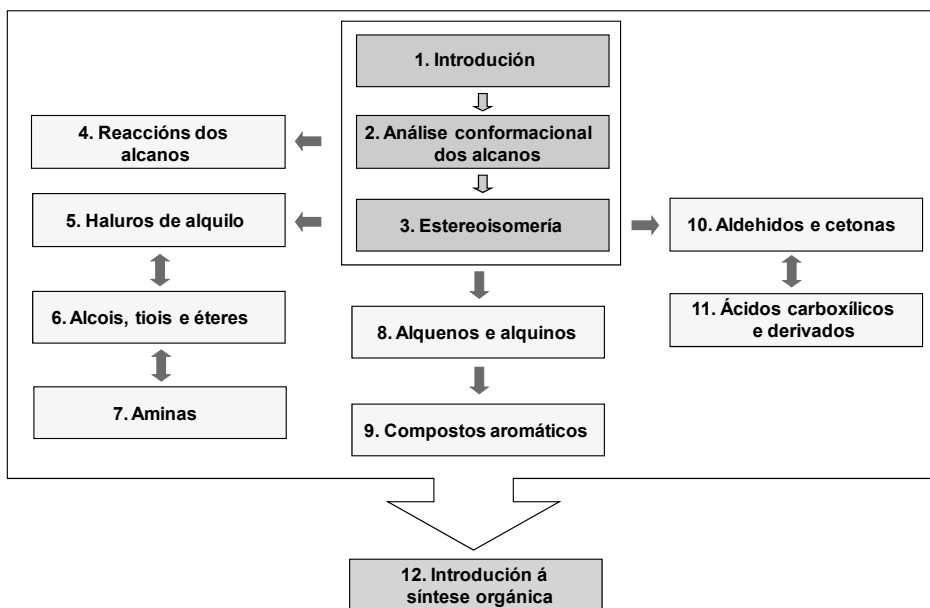 1. Introdución
2. Análise conformacional
dos alcanos
3. Estereoisomería
4. Reaccións dos
alcanos
5. Haluros de alquilo
6. Alcois, tiois e éteres
7. Aminas
8. Alquenos e alquinos
9. Compostos aromáticos
10. Aldehidos e cetonas
11. Ácidos carboxílicos
e derivados
12. Introdución á
síntese orgánica